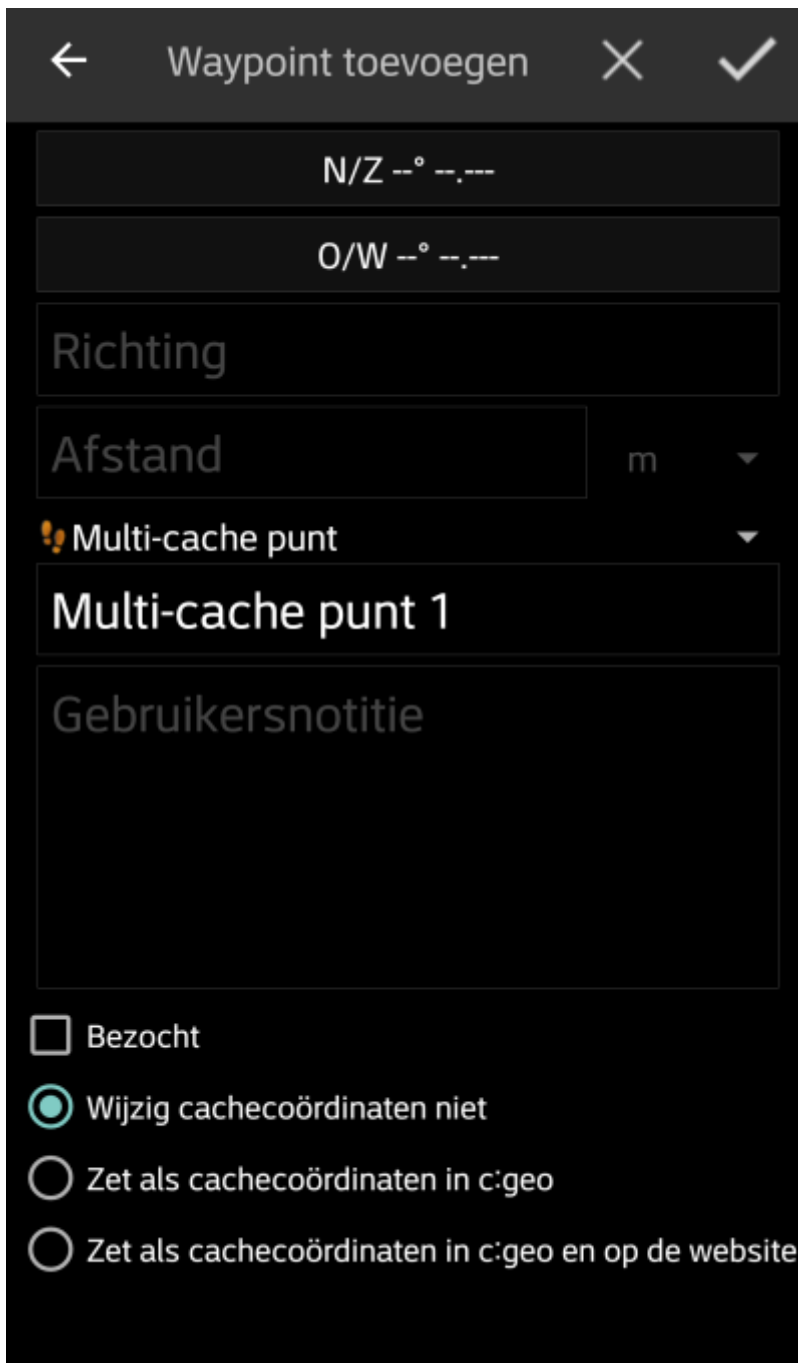 Waypoint toevoegen
N/Z --° --.---
O/W --° --.---
Richting
Afstand
m
Multi-cache punt
Multi-cache punt 1
Gebruikersnotitie
Bezocht
Wijzig cachecoördinaten niet
Zet als cachecoördinaten in c:geo
Zet als cachecoördinaten in c:geo en op de website